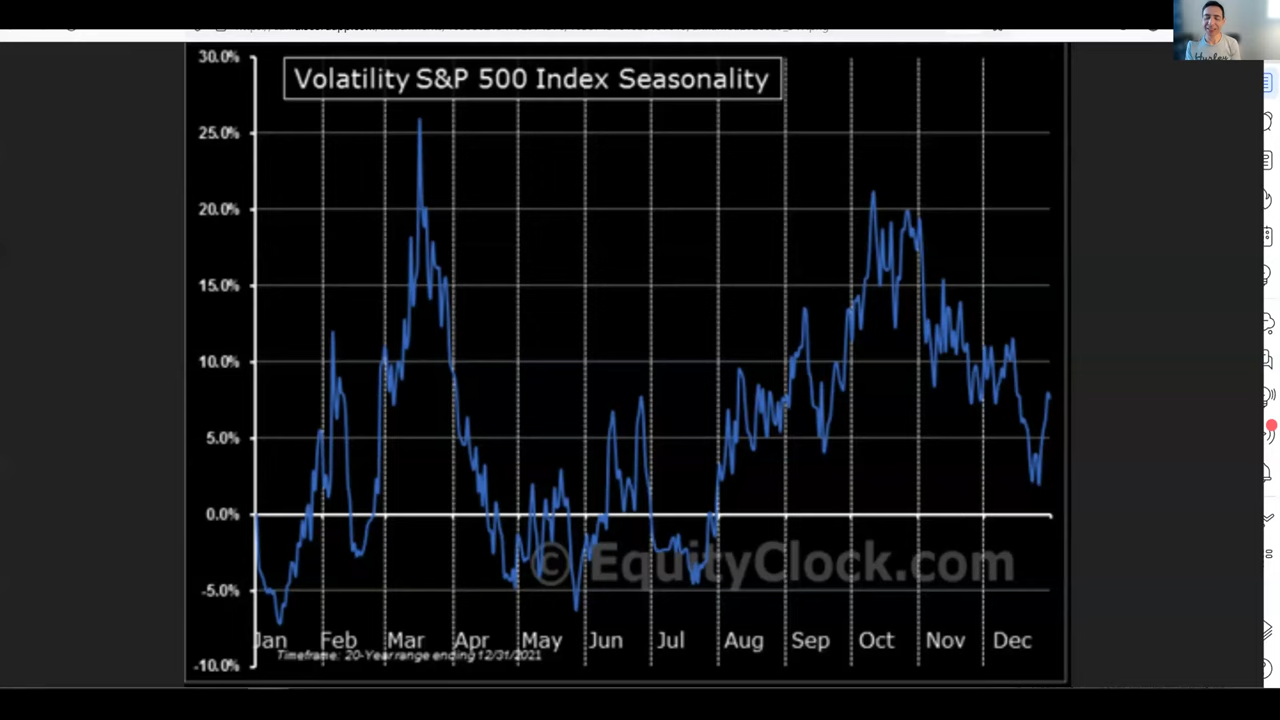 30.0%
Volatility S&P 500 Index Seasonality
25.0%
20.0%
15.0%
10.0%
5.0%
0.0%
© EquityClock.com
-5.0%
Jan Feb Mar Apr May Jun Jul Aug Sep Oct Nov Dec
Timeframe: 20-Year range ending 12/31/2021
-10.0%